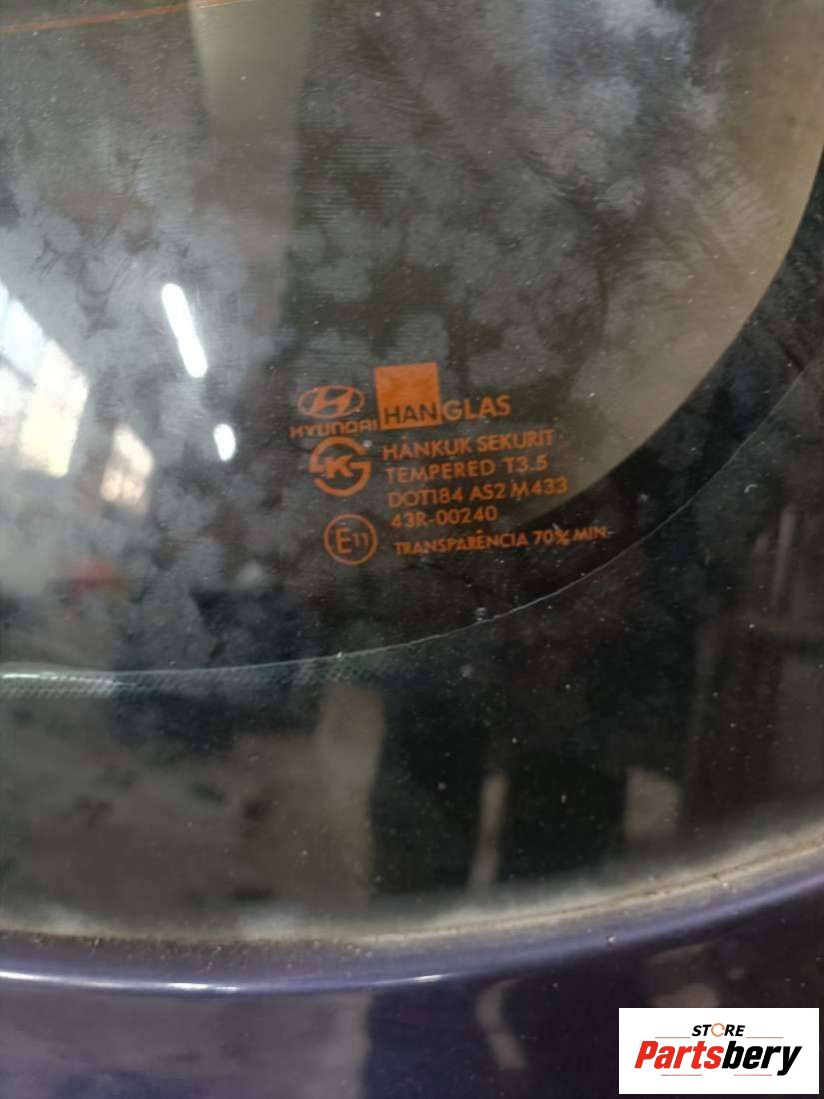 HYUNDAI
HANGLAS
HANKUK SEKURIT
TEMPERED T3.5
DOT184 AS2 M433
43R-00240
E11
TRANSPARÊNCIA 70% MIN.
STORE
Partsbery